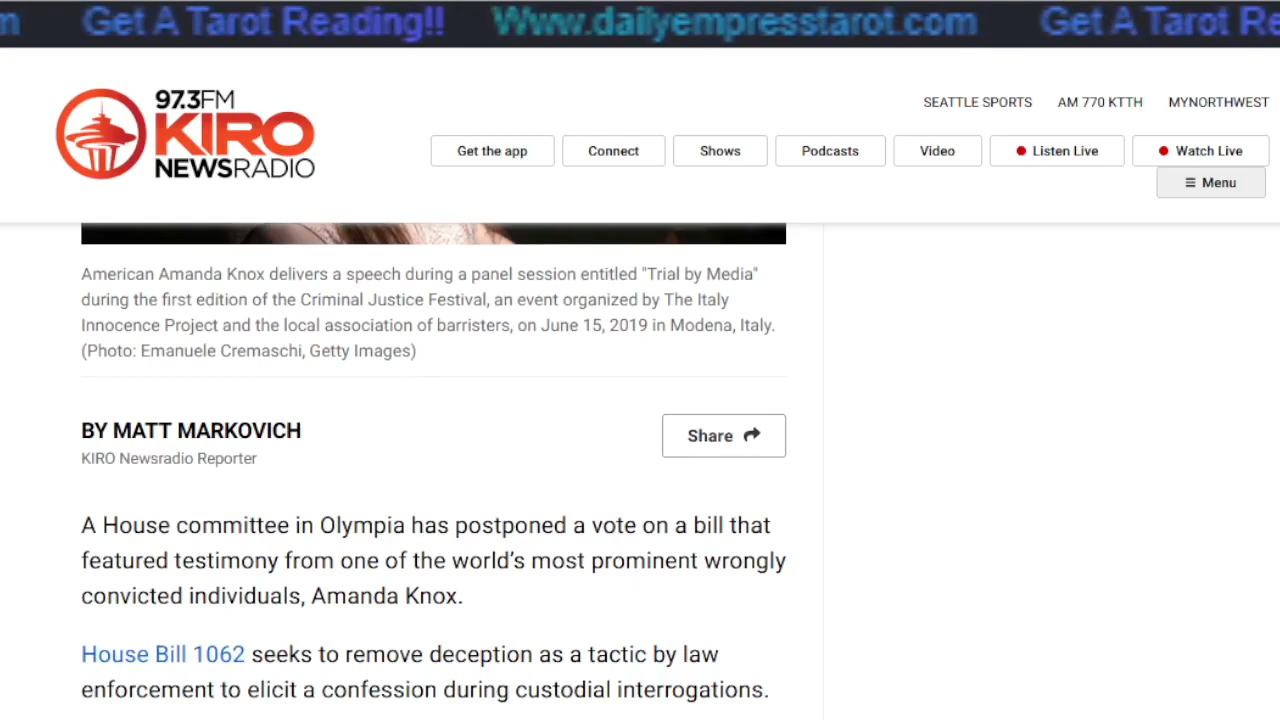 m Get A Tarot Reading!! Www.dailyempresstarot.com Get A Tarot Re
97.3FM
KIRO
NEWSRADIO
SEATTLE SPORTS AM 770 KTTH MYNORTHWEST
Get the app Connect Shows Podcasts Video Listen Live Watch Live
Menu
American Amanda Knox delivers a speech during a panel session entitled "Trial by Media"
during the first edition of the Criminal Justice Festival, an event organized by The Italy
Innocence Project and the local association of barristers, on June 15, 2019 in Modena, Italy.
(Photo: Emanuele Cremaschi, Getty Images)
BY MATT MARKOVICH
Share
KIRO Newsradio Reporter
A House committee in Olympia has postponed a vote on a bill that
featured testimony from one of the world’s most prominent wrongly
convicted individuals, Amanda Knox.
House Bill 1062 seeks to remove deception as a tactic by law
enforcement to elicit a confession during custodial interrogations.